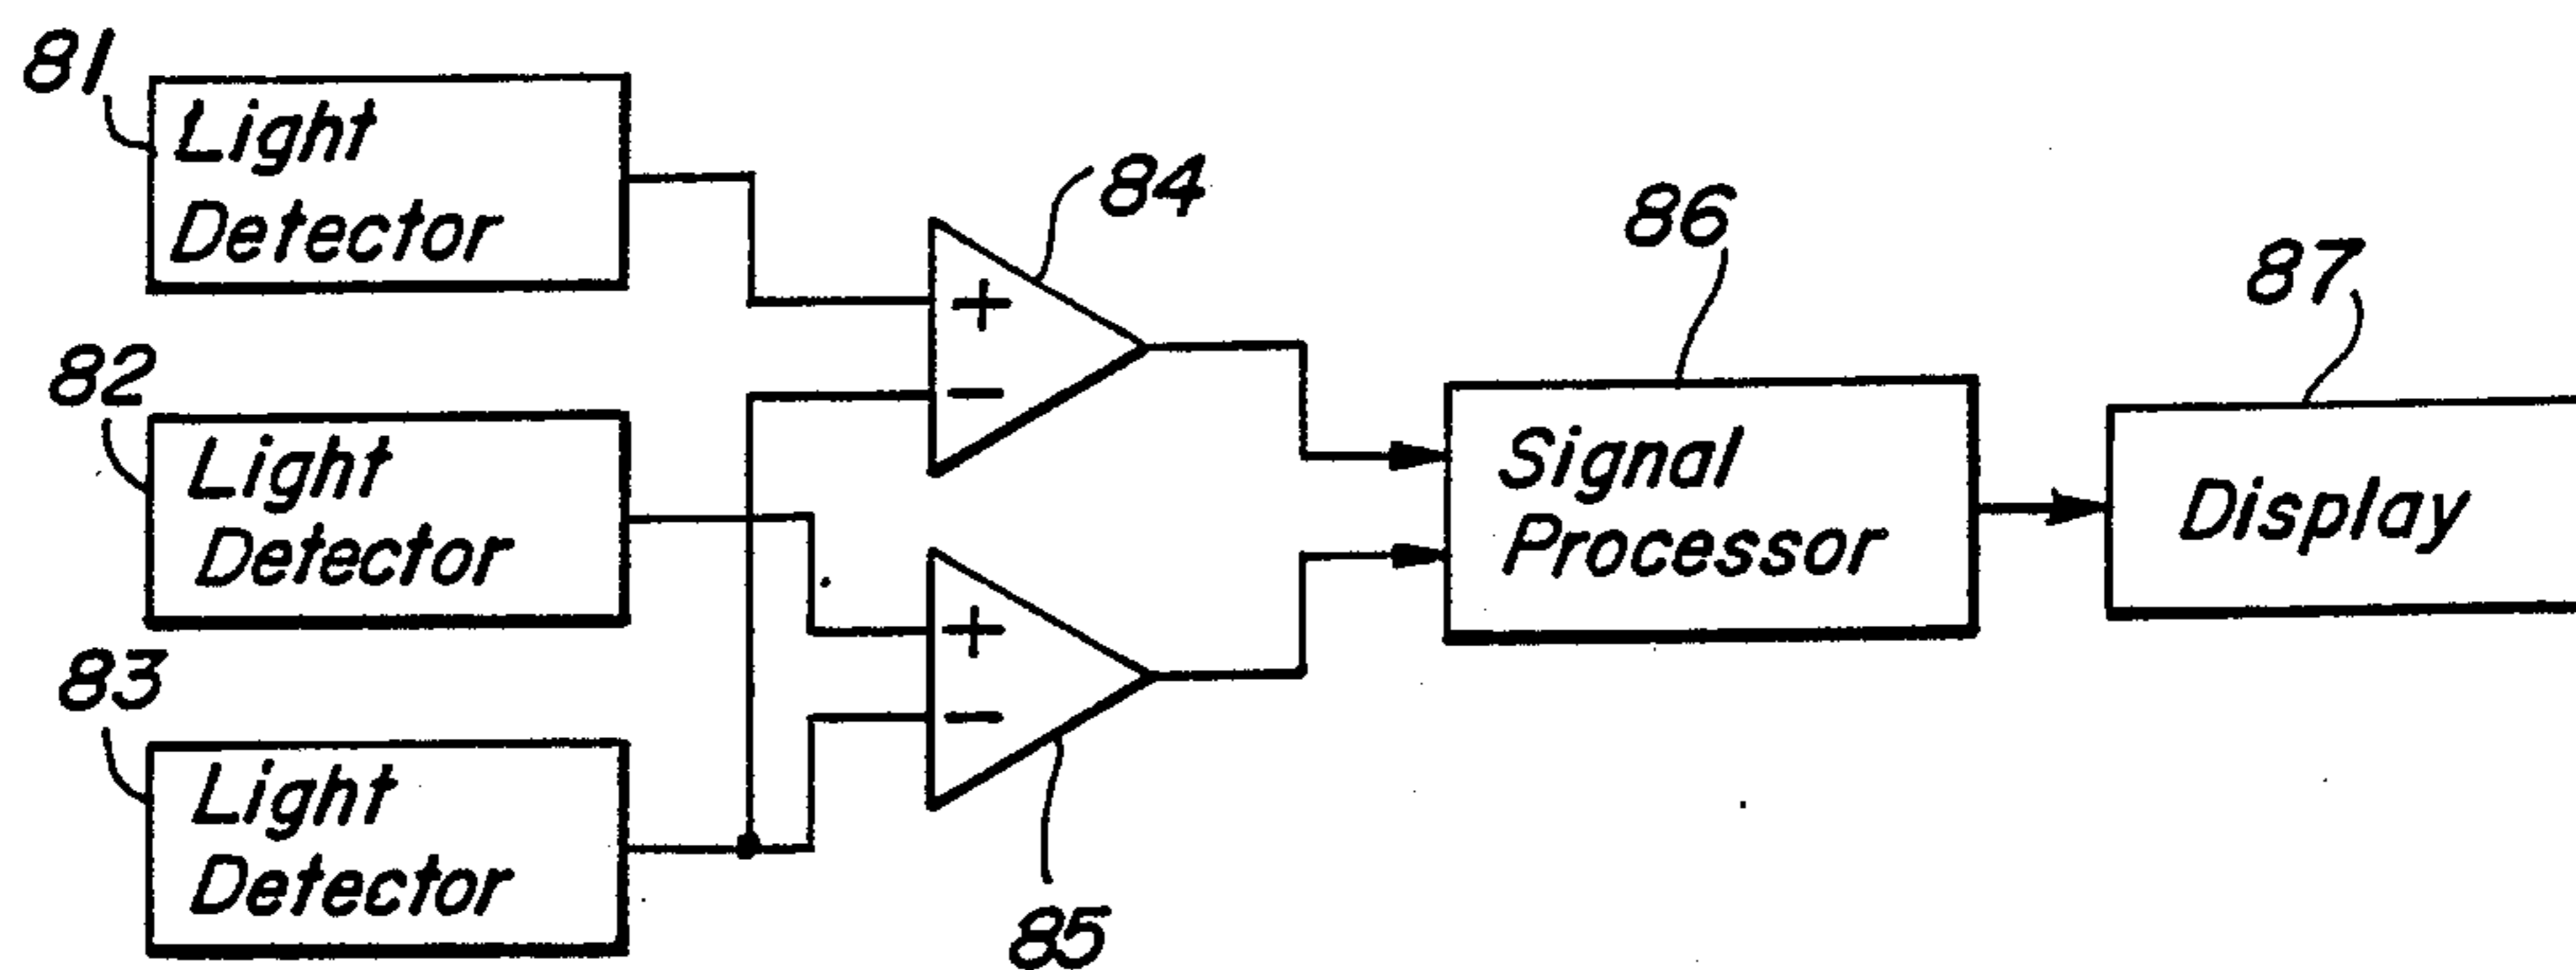 81
Light
Detector
84
86
87
82
Light
Detector
+
−
Signal
Processor
Display
83
Light
Detector
+
−
85